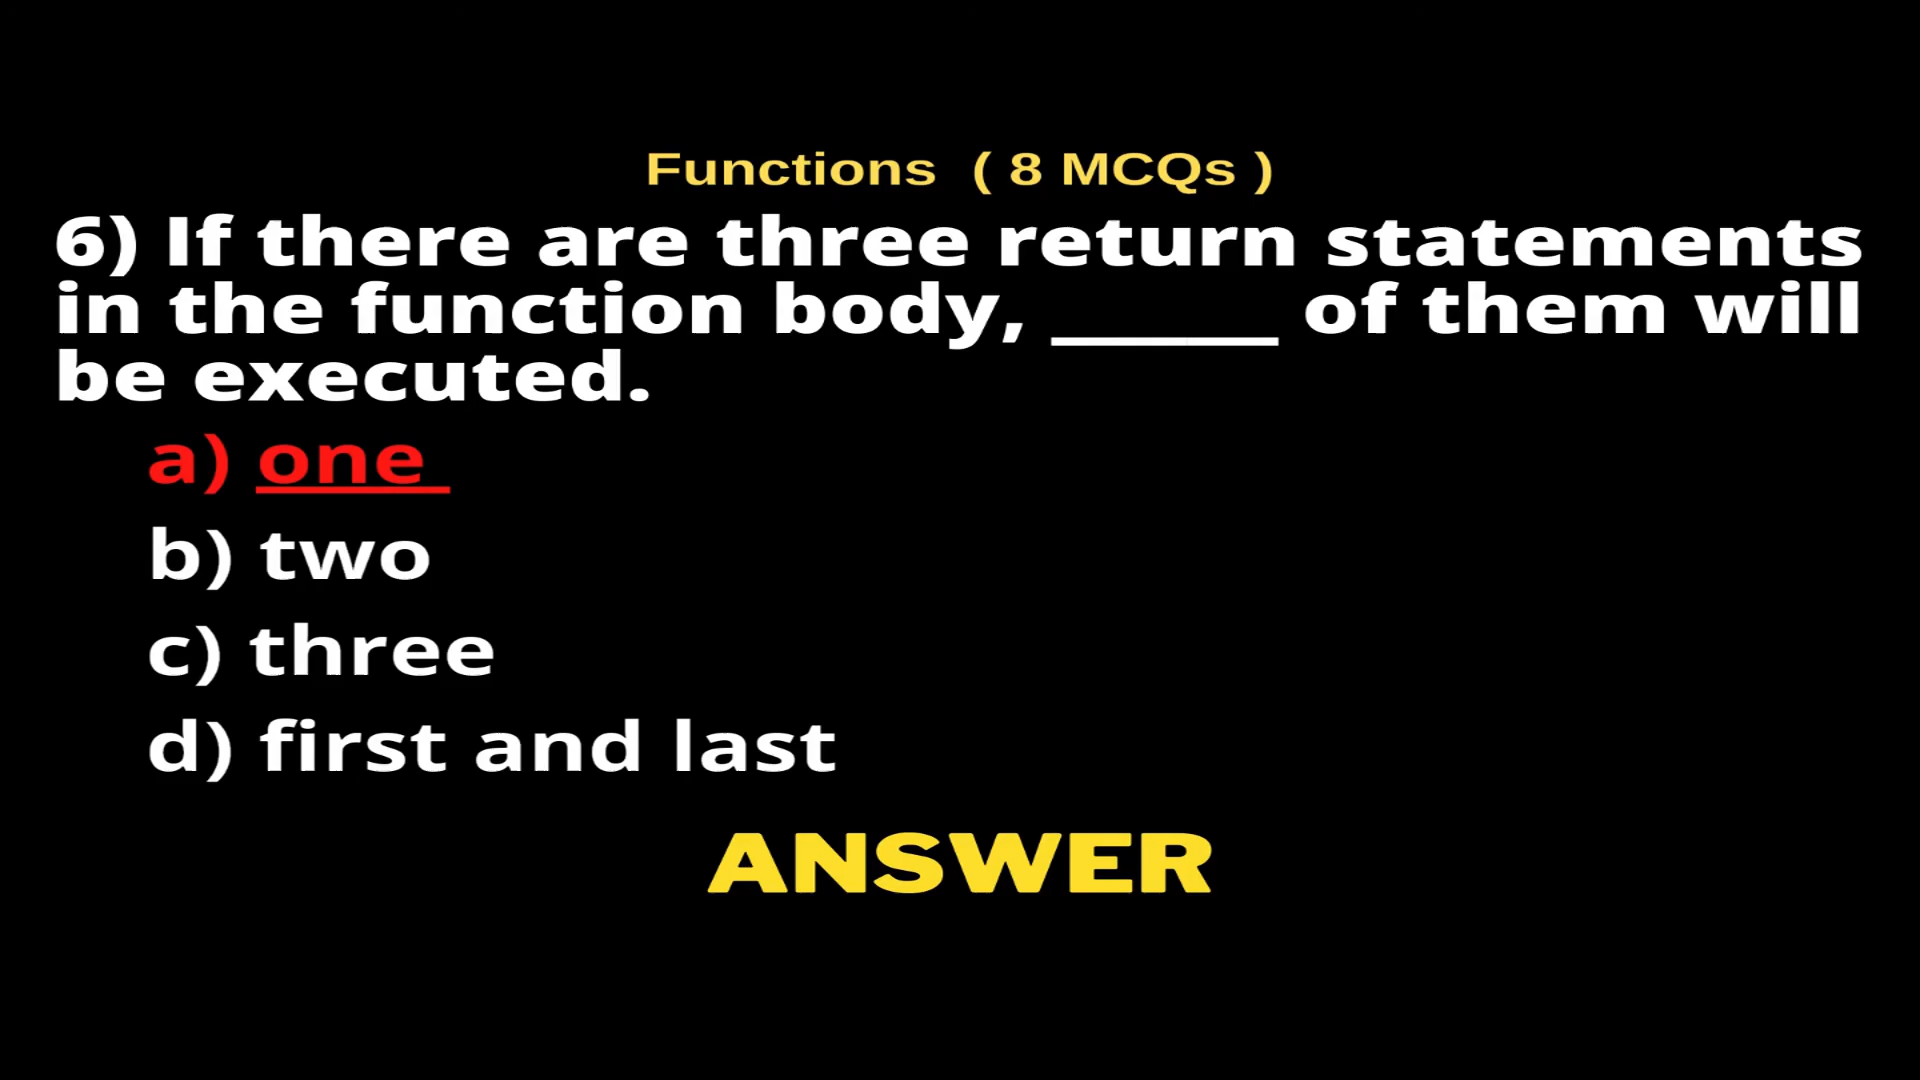 Functions ( 8 MCQs )
6) If there are three return statements
in the function body, ______ of them will
be executed.
a) one
b) two
c) three
d) first and last
ANSWER